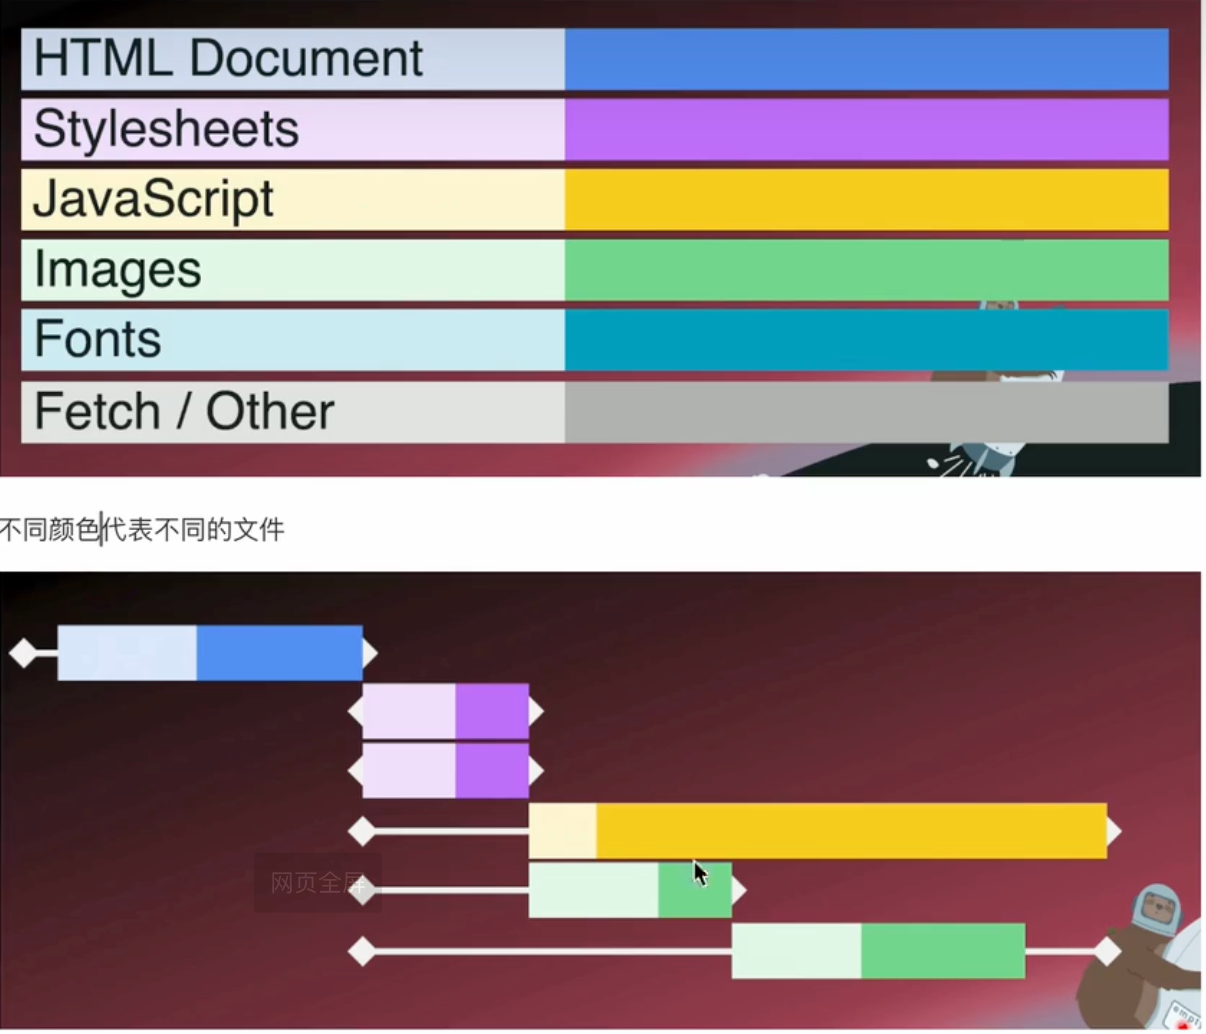 HTML Document
Stylesheets
JavaScript
Images
Fonts
Fetch / Other
不同颜色代表不同的文件
网页全屏